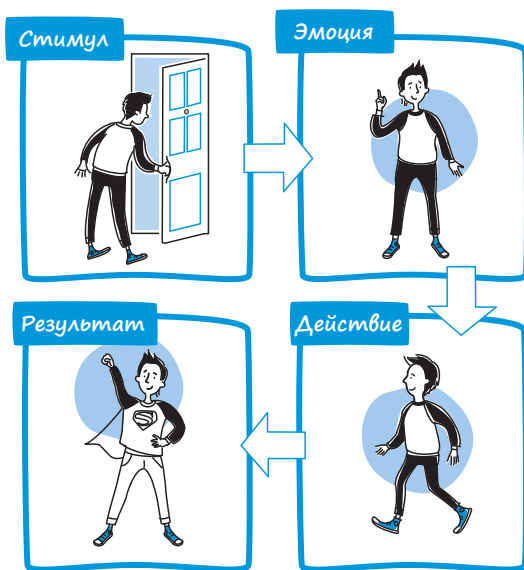 Стимул
Эмоция
Действие
Результат